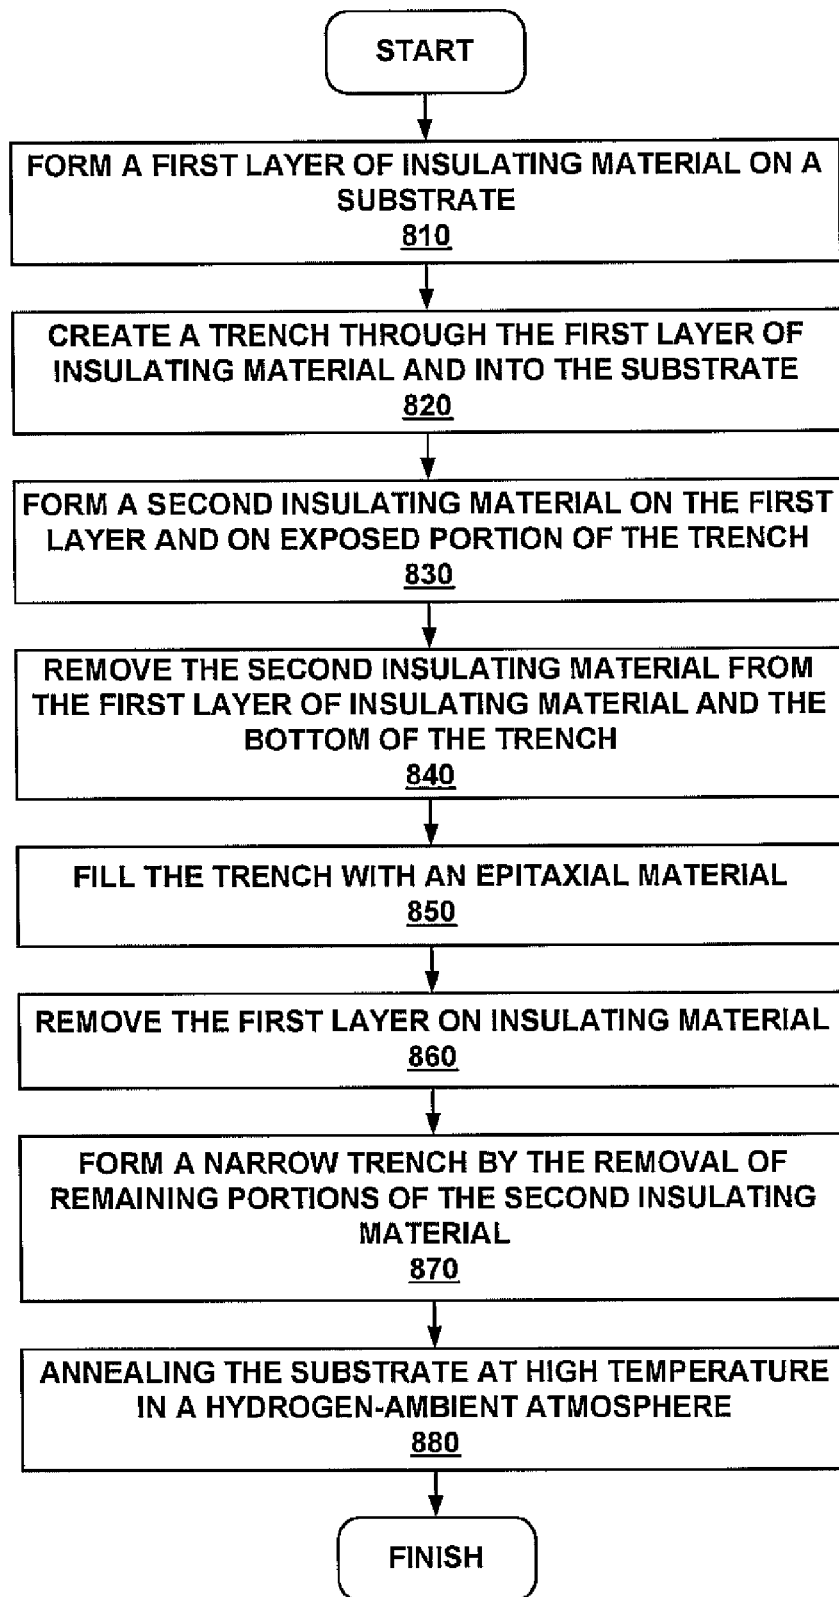 START
FORM A FIRST LAYER OF INSULATING MATERIAL ON A
SUBSTRATE
810
CREATE A TRENCH THROUGH THE FIRST LAYER OF
INSULATING MATERIAL AND INTO THE SUBSTRATE
820
FORM A SECOND INSULATING MATERIAL ON THE FIRST
LAYER AND ON EXPOSED PORTION OF THE TRENCH
830
REMOVE THE SECOND INSULATING MATERIAL FROM
THE FIRST LAYER OF INSULATING MATERIAL AND THE
BOTTOM OF THE TRENCH
840
FILL THE TRENCH WITH AN EPITAXIAL MATERIAL
850
REMOVE THE FIRST LAYER ON INSULATING MATERIAL
860
FORM A NARROW TRENCH BY THE REMOVAL OF
REMAINING PORTIONS OF THE SECOND INSULATING
MATERIAL
870
ANNEALING THE SUBSTRATE AT HIGH TEMPERATURE
IN A HYDROGEN-AMBIENT ATMOSPHERE
880
FINISH